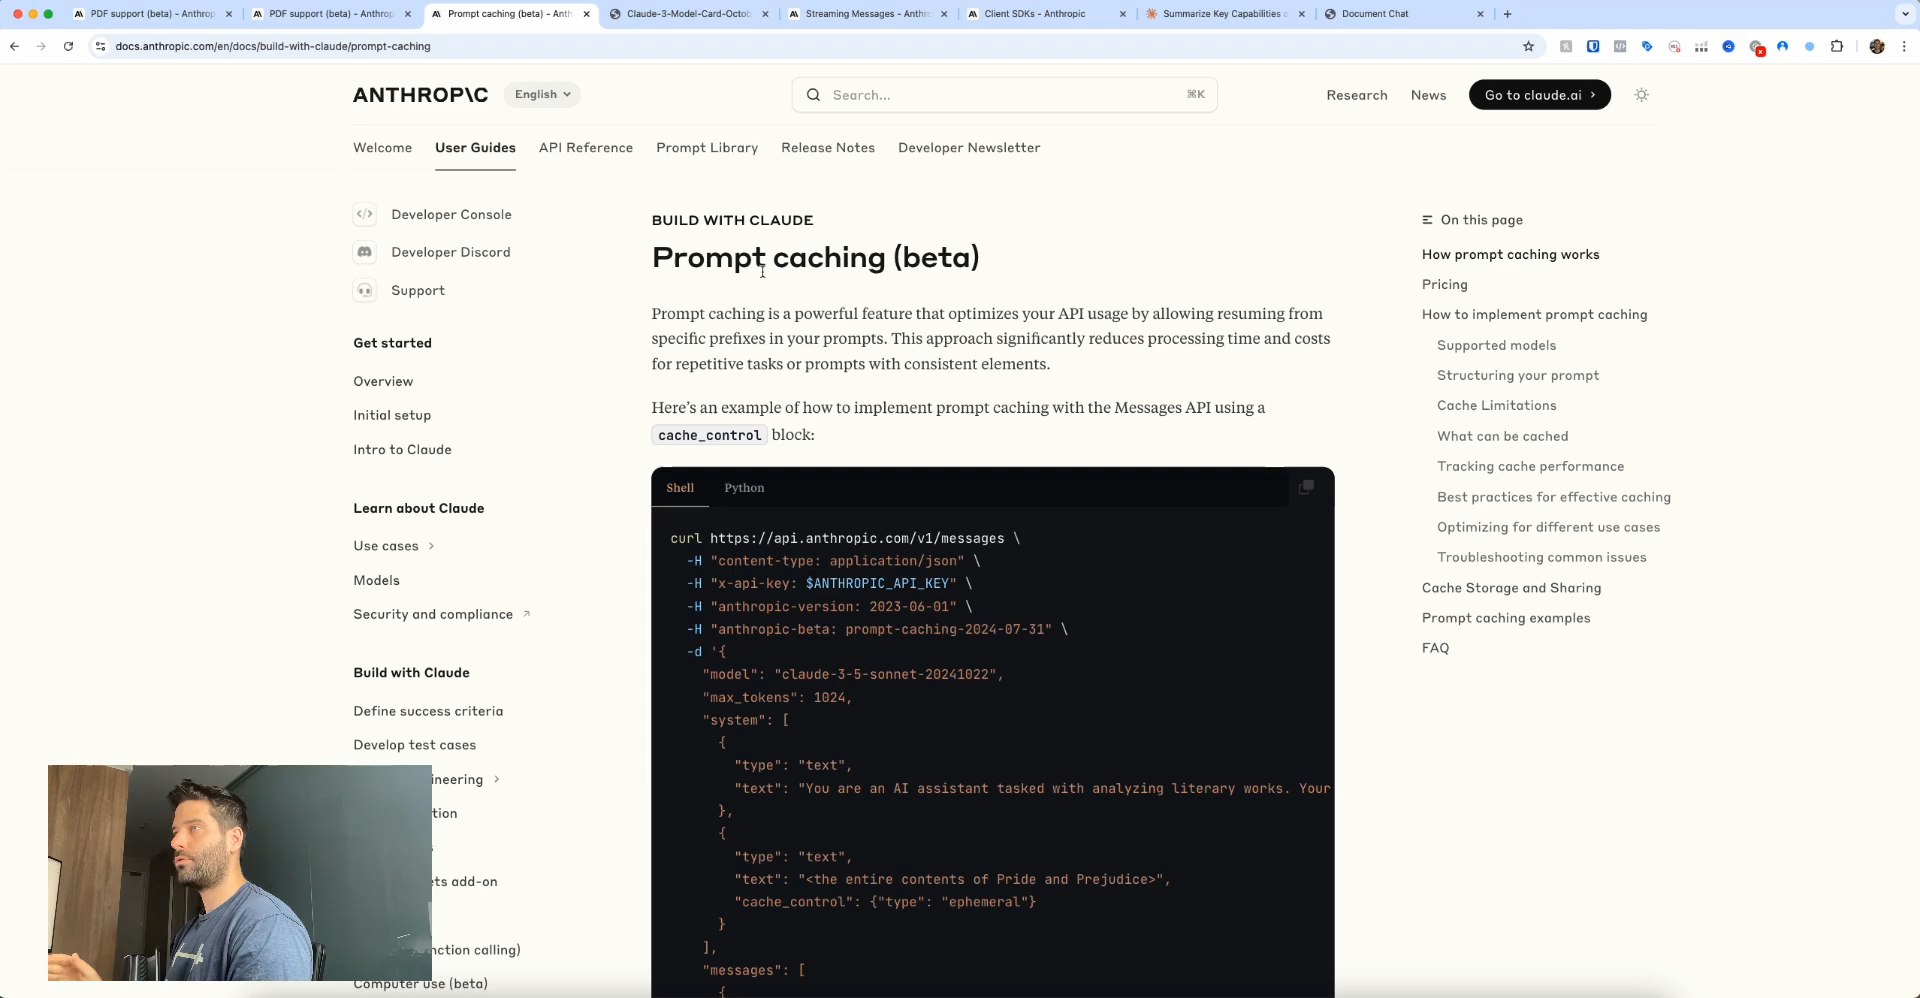 PDF support (beta) - Anthrop
PDF support (beta) - Anthrop
Prompt caching (beta) - Anth
Claude-3-Model-Card-Octob
Streaming Messages - Anthro
Client SDKs - Anthropic
Summarize Key Capabilities o
Document Chat
docs.anthropic.com/en/docs/build-with-claude/prompt-caching
ANTHROP\C
English
Search...
⌘K
Research
News
Go to claude.ai
Welcome
User Guides
API Reference
Prompt Library
Release Notes
Developer Newsletter
Developer Console
Developer Discord
Support
Get started
Overview
Initial setup
Intro to Claude
Learn about Claude
Use cases
Models
Security and compliance
Build with Claude
Define success criteria
Develop test cases
ineering
tion
s
ets add-on
nction calling)
Computer use (beta)
BUILD WITH CLAUDE
Prompt caching (beta)
Prompt caching is a powerful feature that optimizes your API usage by allowing resuming from
specific prefixes in your prompts. This approach significantly reduces processing time and costs
for repetitive tasks or prompts with consistent elements.
Here's an example of how to implement prompt caching with the Messages API using a
cache_control block:
Shell
Python
curl https://api.anthropic.com/v1/messages \
-H "content-type: application/json" \
-H "x-api-key: $ANTHROPIC_API_KEY" \
-H "anthropic-version: 2023-06-01" \
-H "anthropic-beta: prompt-caching-2024-07-31" \
-d '{
"model": "claude-3-5-sonnet-20241022",
"max_tokens": 1024,
"system": [
{
"type": "text",
"text": "You are an AI assistant tasked with analyzing literary works. Your
},
{
"type": "text",
"text": "<the entire contents of Pride and Prejudice>",
"cache_control": {"type": "ephemeral"}
}
],
"messages": [
{
On this page
How prompt caching works
Pricing
How to implement prompt caching
Supported models
Structuring your prompt
Cache Limitations
What can be cached
Tracking cache performance
Best practices for effective caching
Optimizing for different use cases
Troubleshooting common issues
Cache Storage and Sharing
Prompt caching examples
FAQ